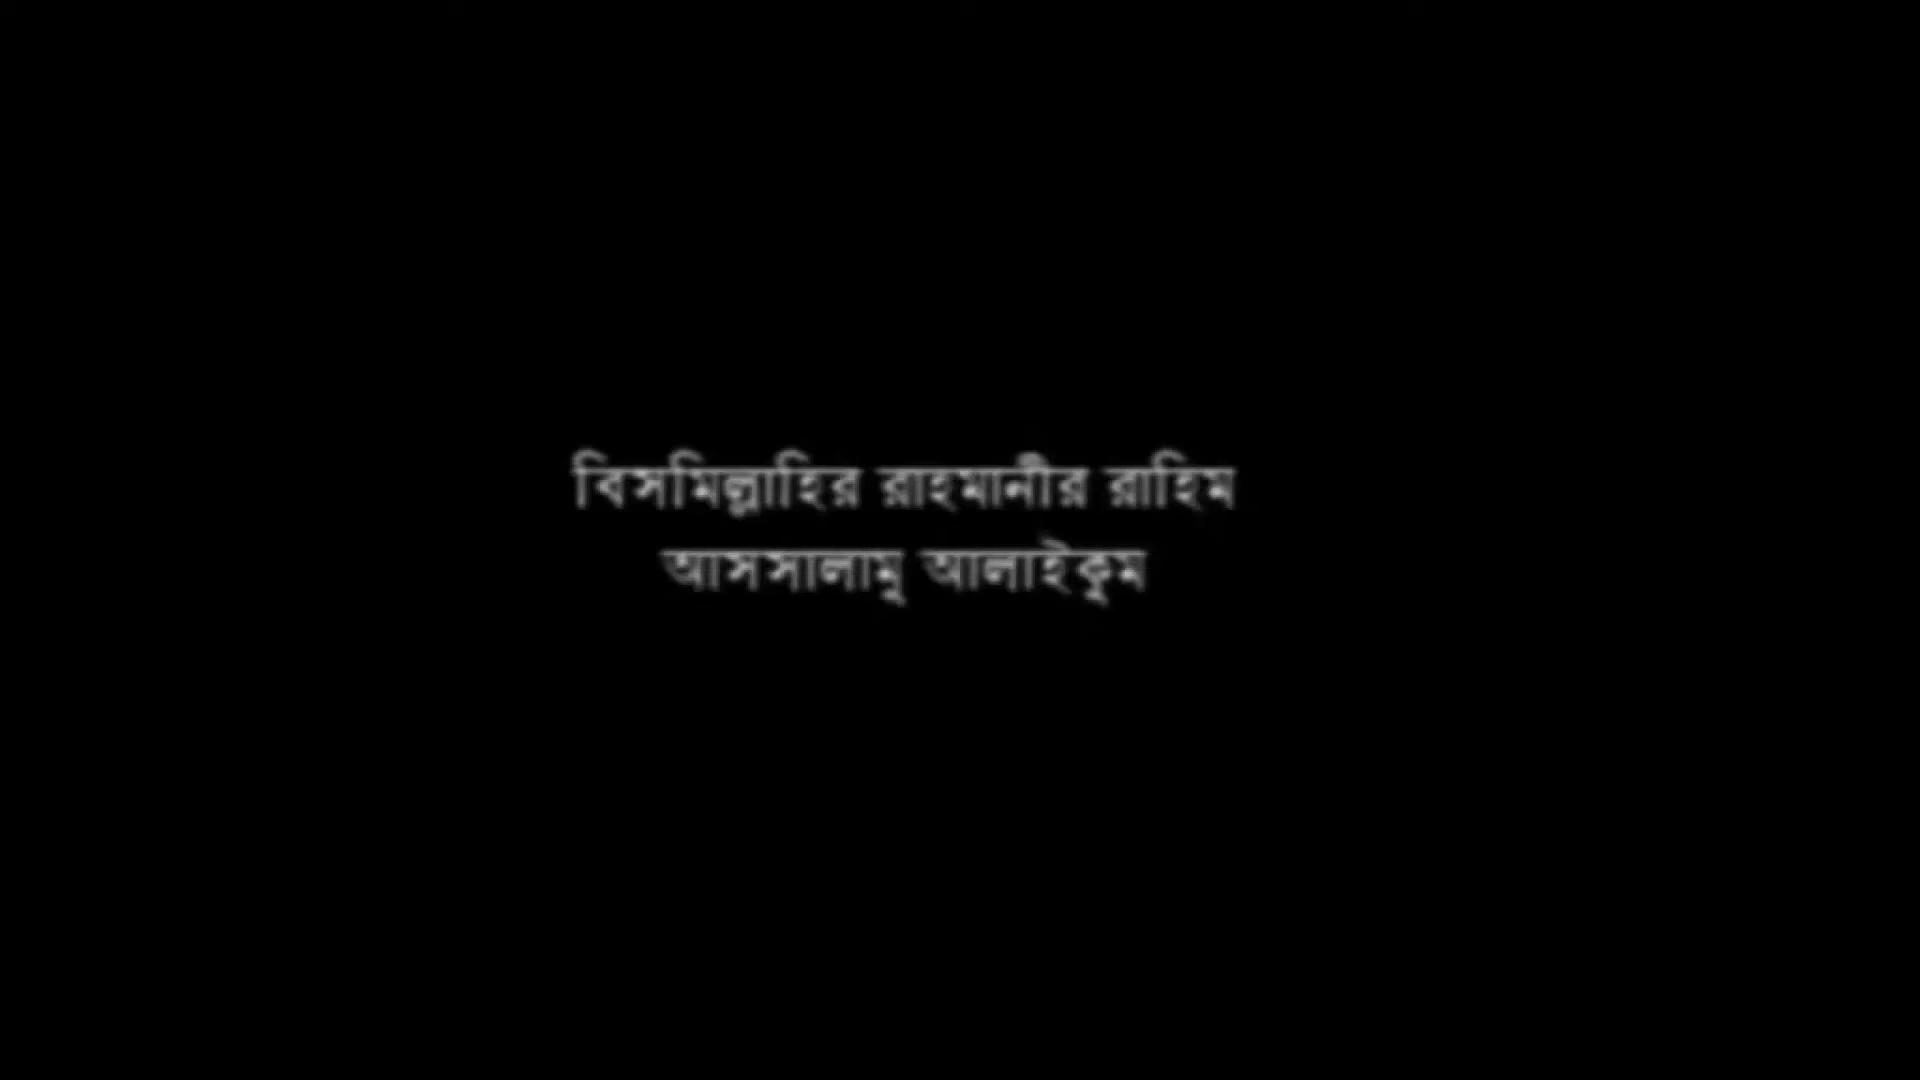 বিসমিল্লাহির রাহমানীর রাহিম
আসসালামু আলাইকুম